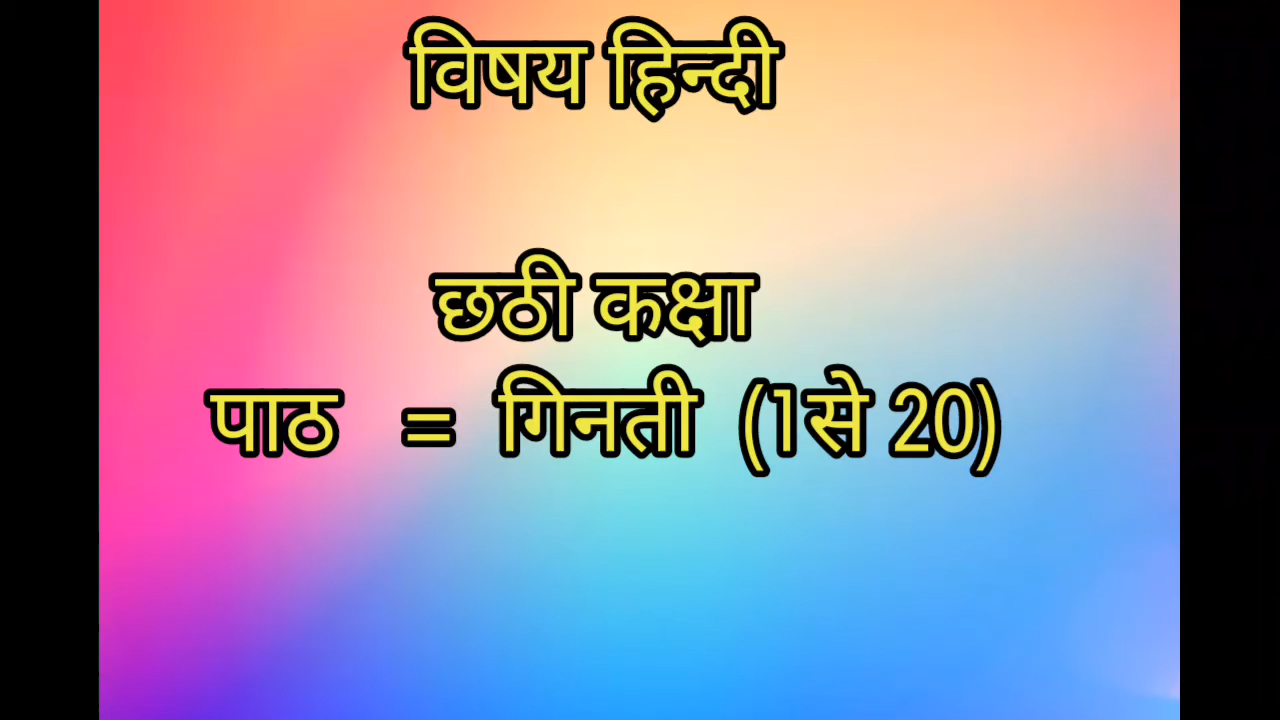 विषय हिन्दी
छठी कक्षा
पाठ = गिनती (1से 20)